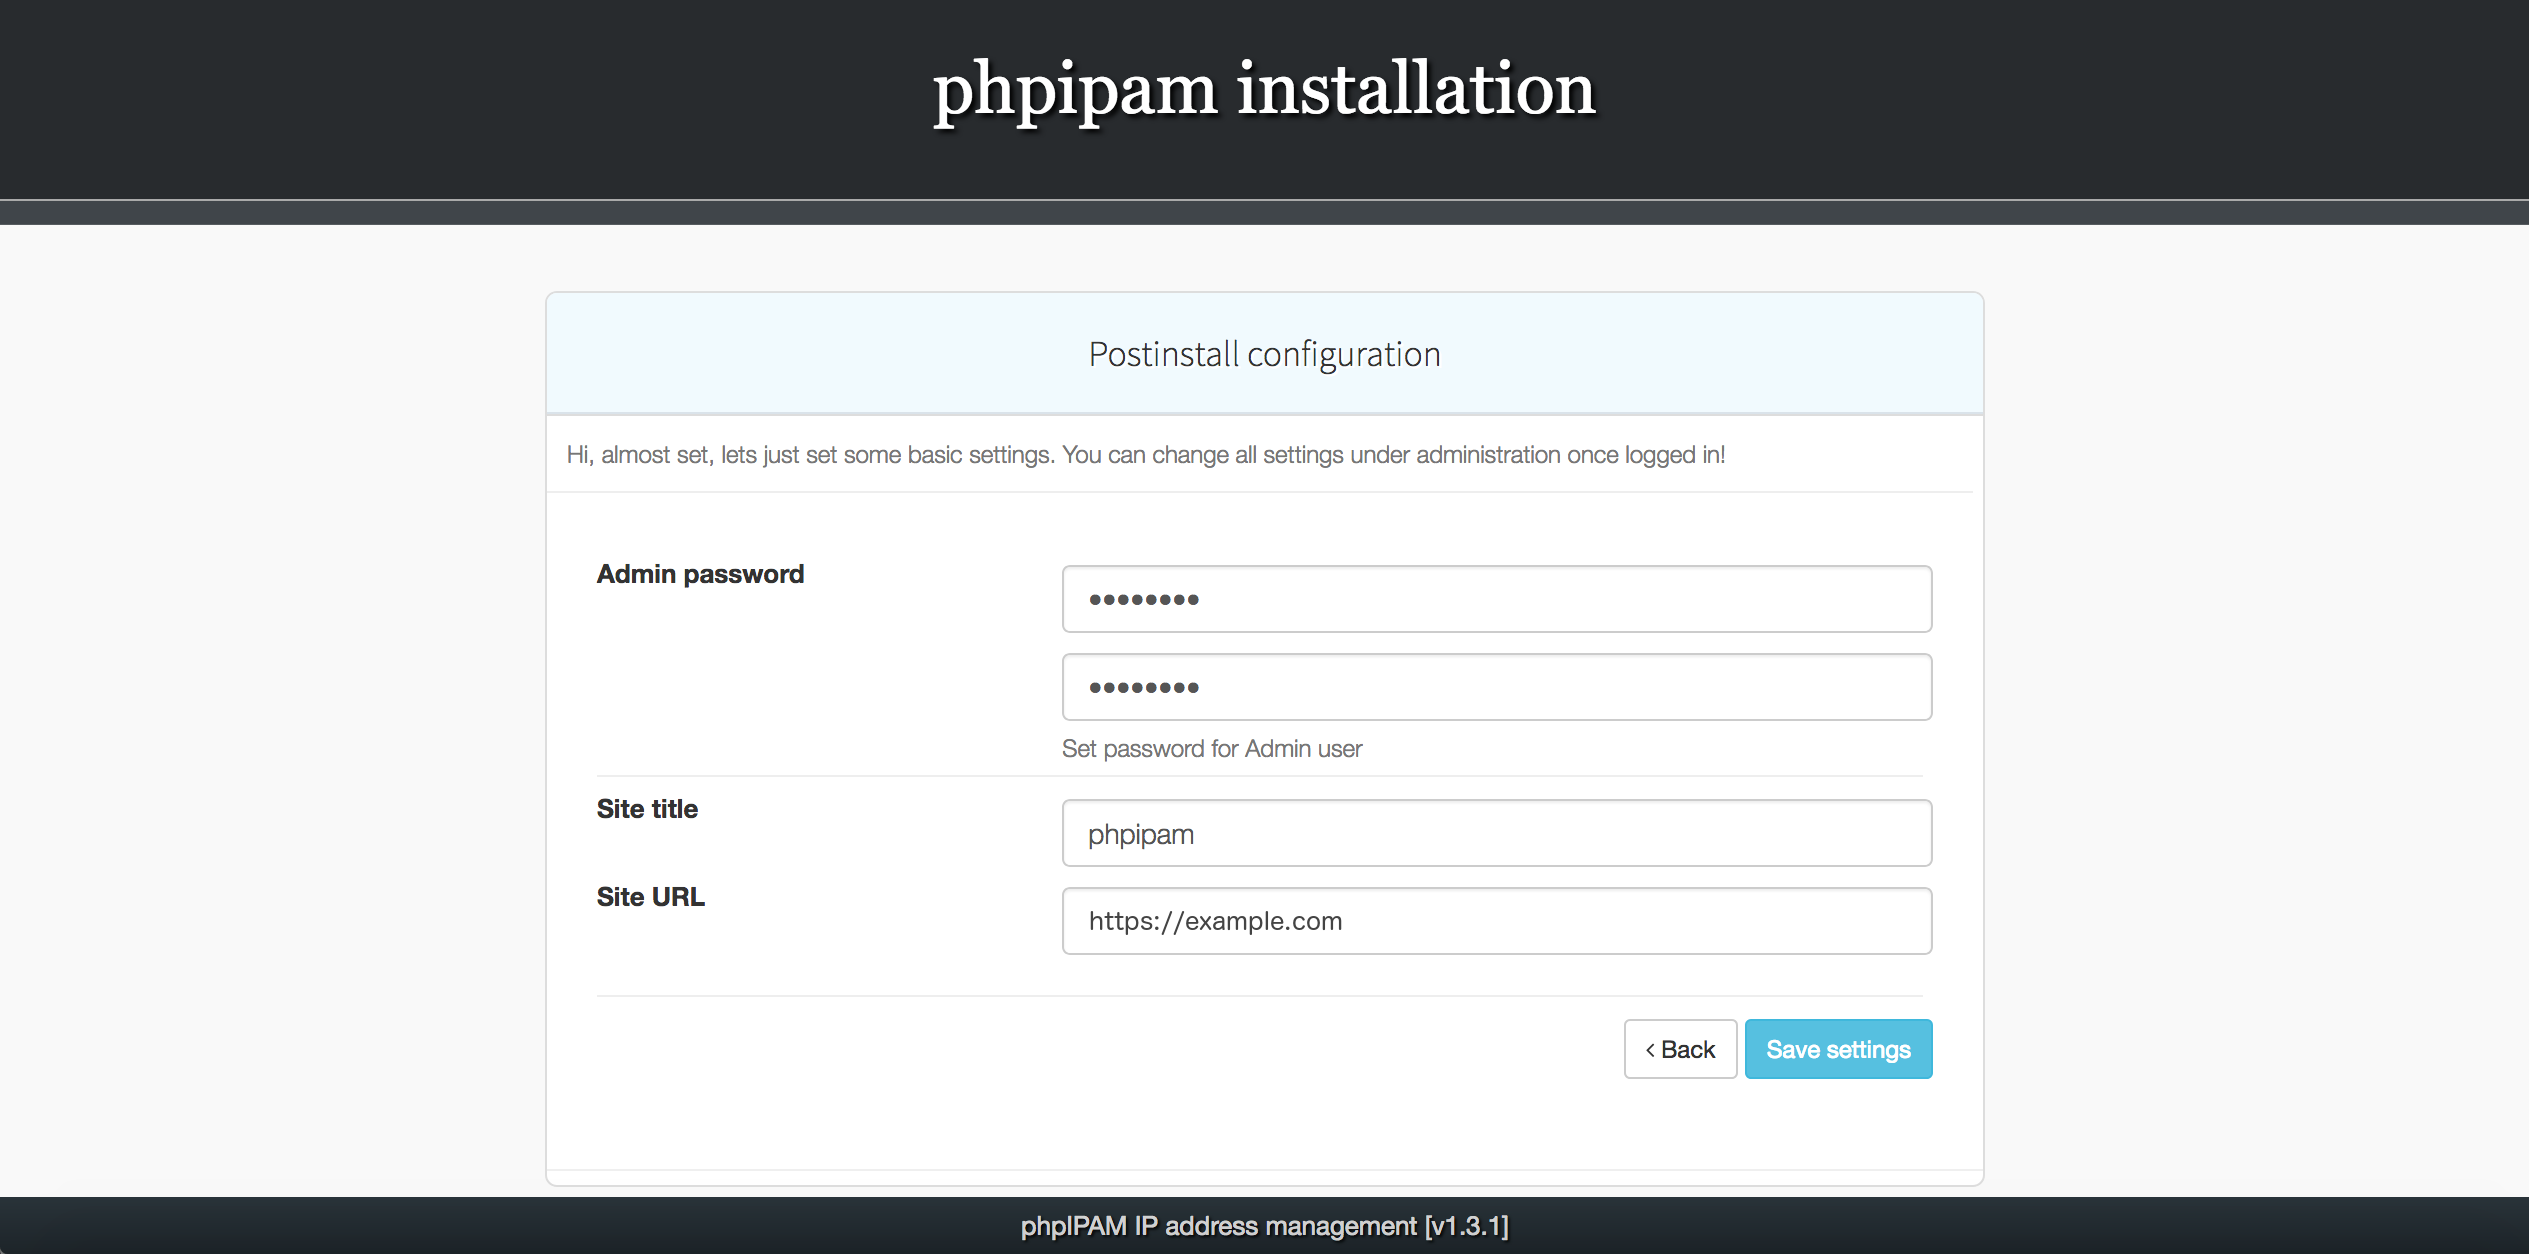 phpipam installation
Postinstall configuration
Hi, almost set, lets just set some basic settings. You can change all settings under administration once logged in!
Admin password
••••••••
••••••••
Set password for Admin user
Site title
phpipam
Site URL
https://example.com
‹ Back
Save settings
phpIPAM IP address management [v1.3.1]